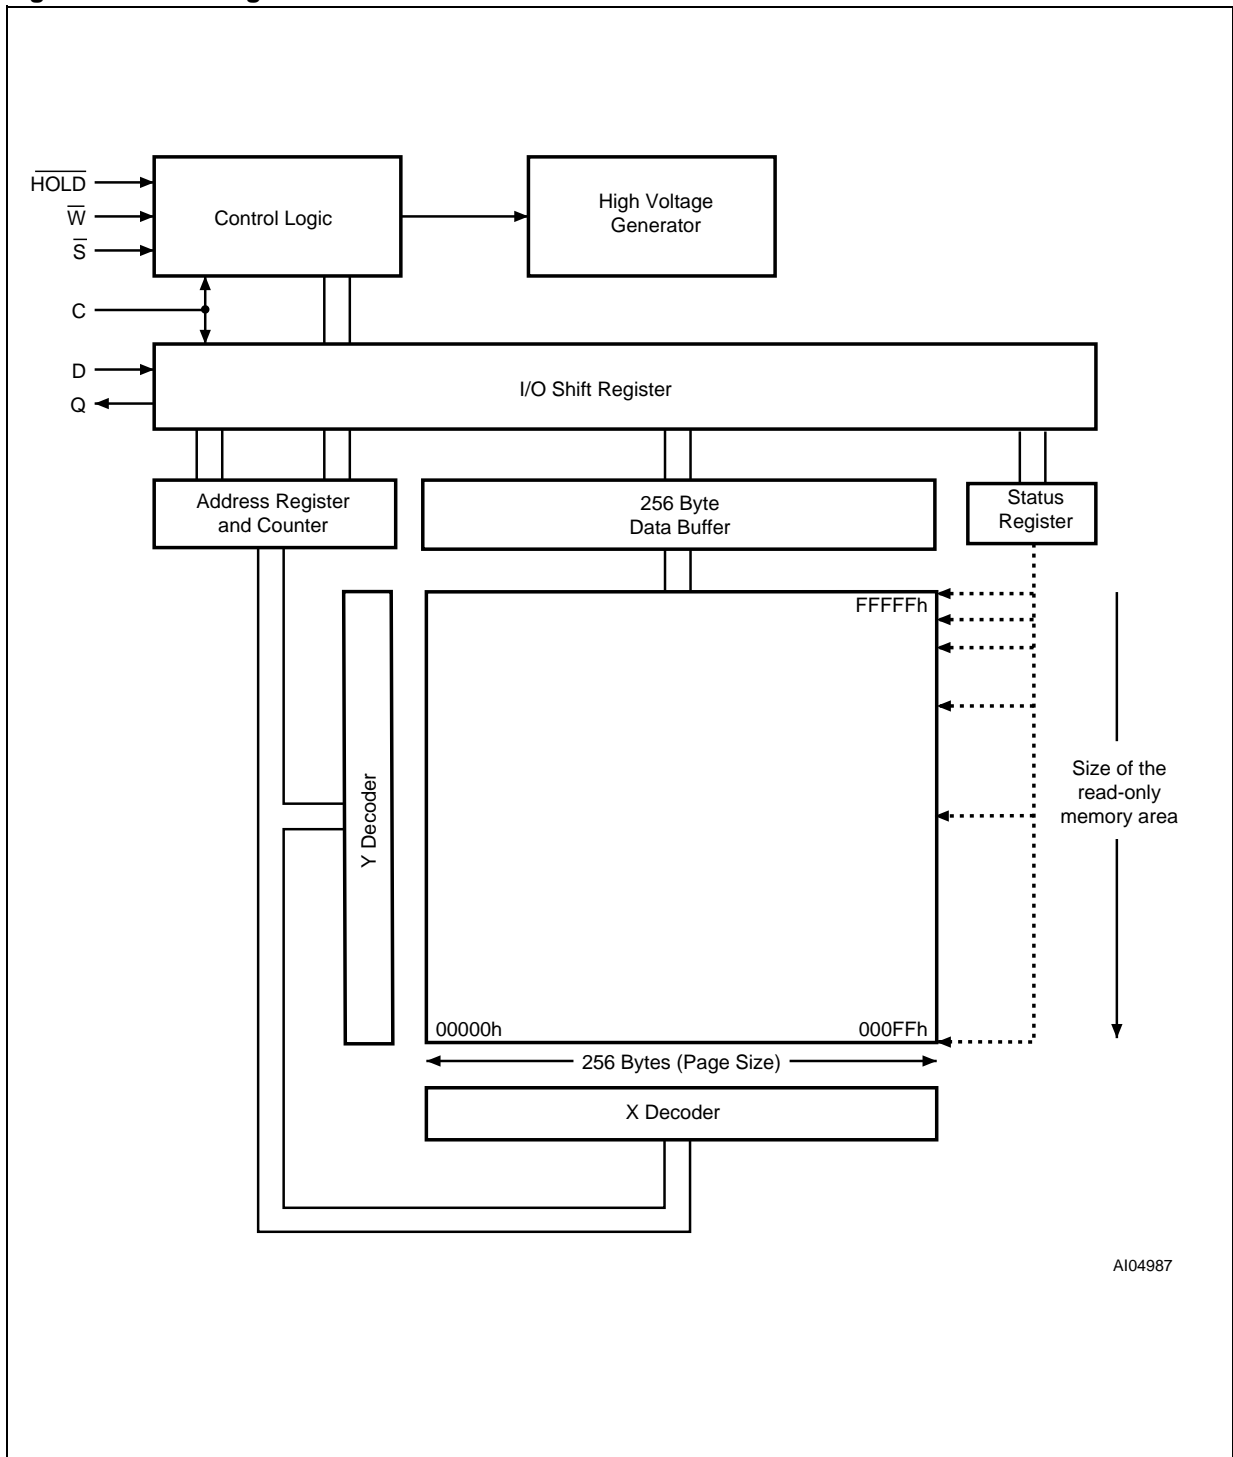 HOLD
W
S
C
D
Q
Control Logic
High Voltage
Generator
I/O Shift Register
Address Register
and Counter
256 Byte
Data Buffer
Status
Register
FFFFFh
Y Decoder
Size of the
read-only
memory area
00000h
000FFh
256 Bytes (Page Size)
X Decoder
AI04987